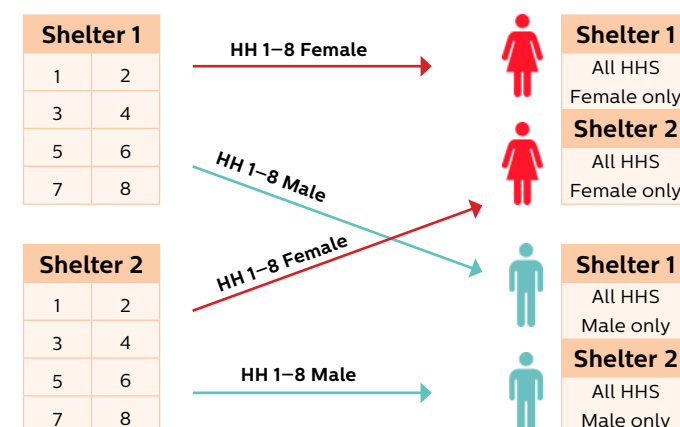 Shelter 1
1 2
3 4
5 6
7 8
HH 1–8 Female
HH 1–8 Male
Shelter 2
1 2
3 4
5 6
7 8
HH 1–8 Female
HH 1–8 Male
Shelter 1
All HHS
Female only
Shelter 2
All HHS
Female only
Shelter 1
All HHS
Male only
Shelter 2
All HHS
Male only